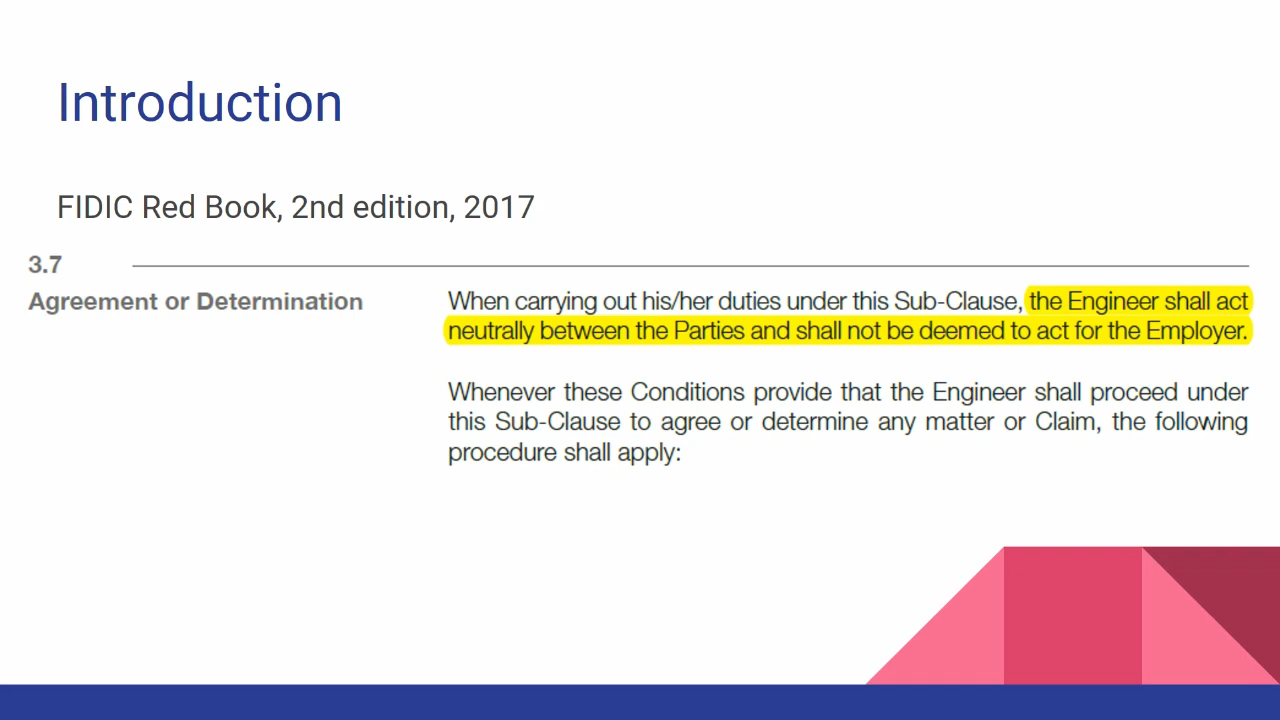 Introduction
FIDIC Red Book, 2nd edition, 2017
3.7
Agreement or Determination
When carrying out his/her duties under this Sub-Clause, the Engineer shall act
neutrally between the Parties and shall not be deemed to act for the Employer.
Whenever these Conditions provide that the Engineer shall proceed under
this Sub-Clause to agree or determine any matter or Claim, the following
procedure shall apply: